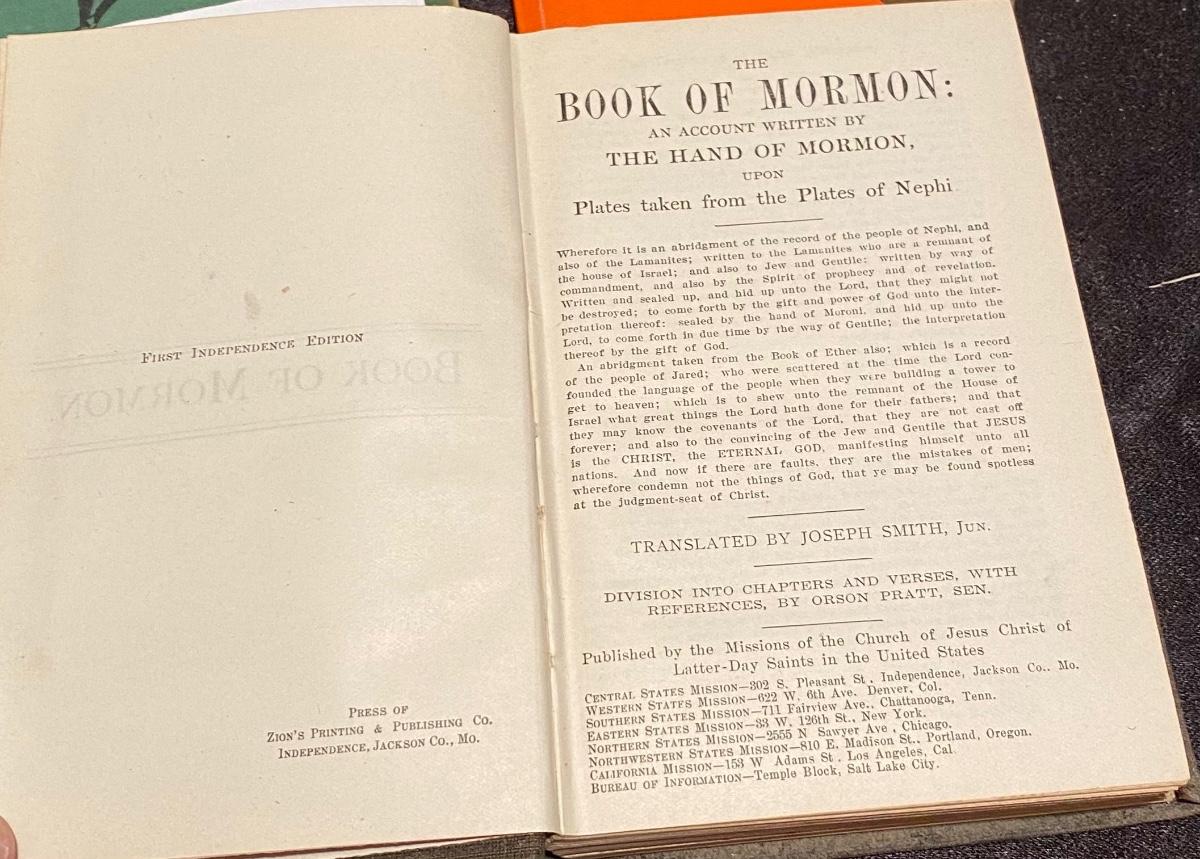 FIRST INDEPENDENCE EDITION
BOOK OF MORMON
PRESS OF
ZION'S PRINTING & PUBLISHING CO.
INDEPENDENCE, JACKSON CO., MO.
THE
BOOK OF MORMON:
AN ACCOUNT WRITTEN BY
THE HAND OF MORMON,
UPON
Plates taken from the Plates of Nephi
Wherefore it is an abridgment of the record of the people of Nephi, and
also of the Lamanites; written to the Lamanites who are a remnant of
the house of Israel; and also to Jew and Gentile: written by way of
commandment, and also by the Spirit of prophecy and of revelation.
Written and sealed up, and hid up unto the Lord, that they might not
be destroyed; to come forth by the gift and power of God unto the inter-
pretation thereof: sealed by the hand of Moroni, and hid up unto the
Lord, to come forth in due time by the way of Gentile; the interpretation
thereof by the gift of God.
An abridgment taken from the Book of Ether also; which is a record
of the people of Jared; who were scattered at the time the Lord con-
founded the language of the people when they were building a tower to
get to heaven; which is to shew unto the remnant of the House of
Israel what great things the Lord hath done for their fathers; and that
they may know the covenants of the Lord, that they are not cast off
forever; and also to the convincing of the Jew and Gentile that JESUS
is the CHRIST, the ETERNAL GOD, manifesting himself unto all
nations. And now if there are faults, they are the mistakes of men;
wherefore condemn not the things of God, that ye may be found spotless
at the judgment-seat of Christ.
TRANSLATED BY JOSEPH SMITH, JUN.
DIVISION INTO CHAPTERS AND VERSES, WITH
REFERENCES, BY ORSON PRATT, SEN.
Published by the Missions of the Church of Jesus Christ of
Latter-Day Saints in the United States
CENTRAL STATES MISSION—302 S. Pleasant St. Independence, Jackson Co., Mo.
WESTERN STATES MISSION—622 W. 6th Ave. Denver, Col.
SOUTHERN STATES MISSION—711 Fairview Ave., Chattanooga, Tenn.
EASTERN STATES MISSION—33 W. 126th St., New York.
NORTHERN STATES MISSION—2555 N Sawyer Ave, Chicago.
NORTHWESTERN STATES MISSION—810 E. Madison St., Portland, Oregon.
CALIFORNIA MISSION—153 W Adams St. Los Angeles, Cal
BUREAU OF INFORMATION—Temple Block, Salt Lake City.